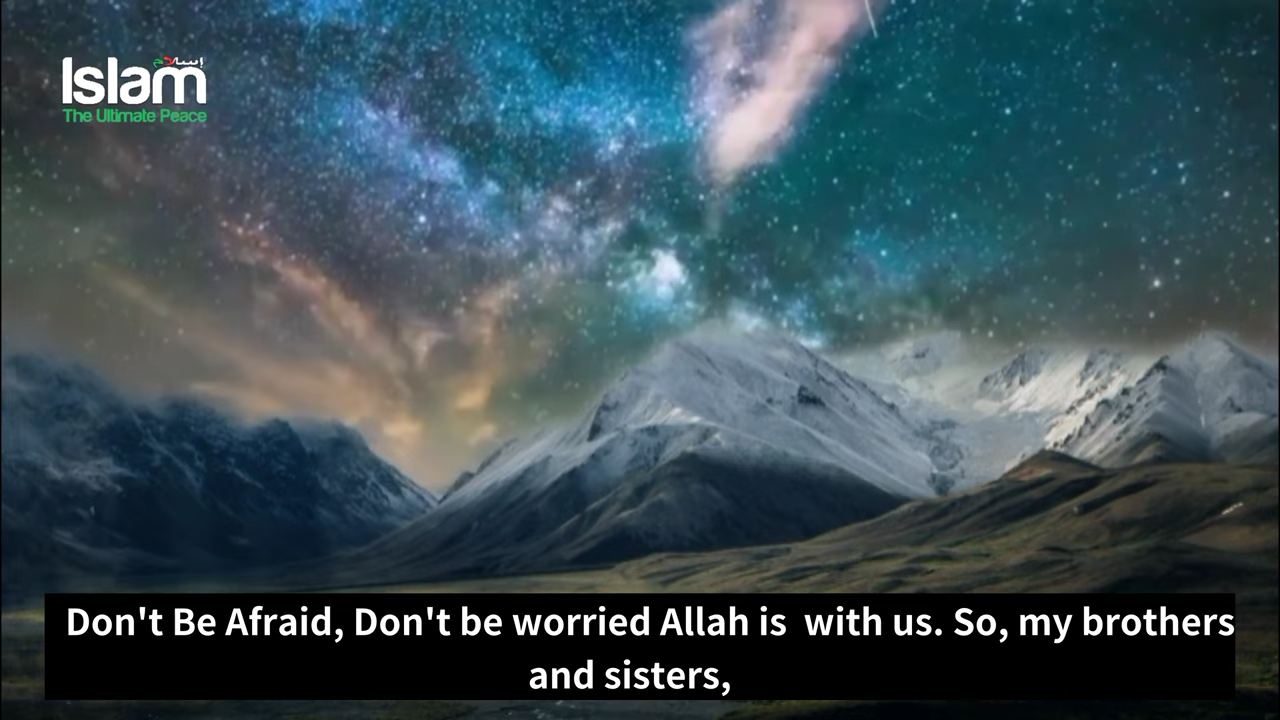 إسلام
Islam
The Ultimate Peace
Don't Be Afraid, Don't be worried Allah is  with us. So, my brothers
and sisters,